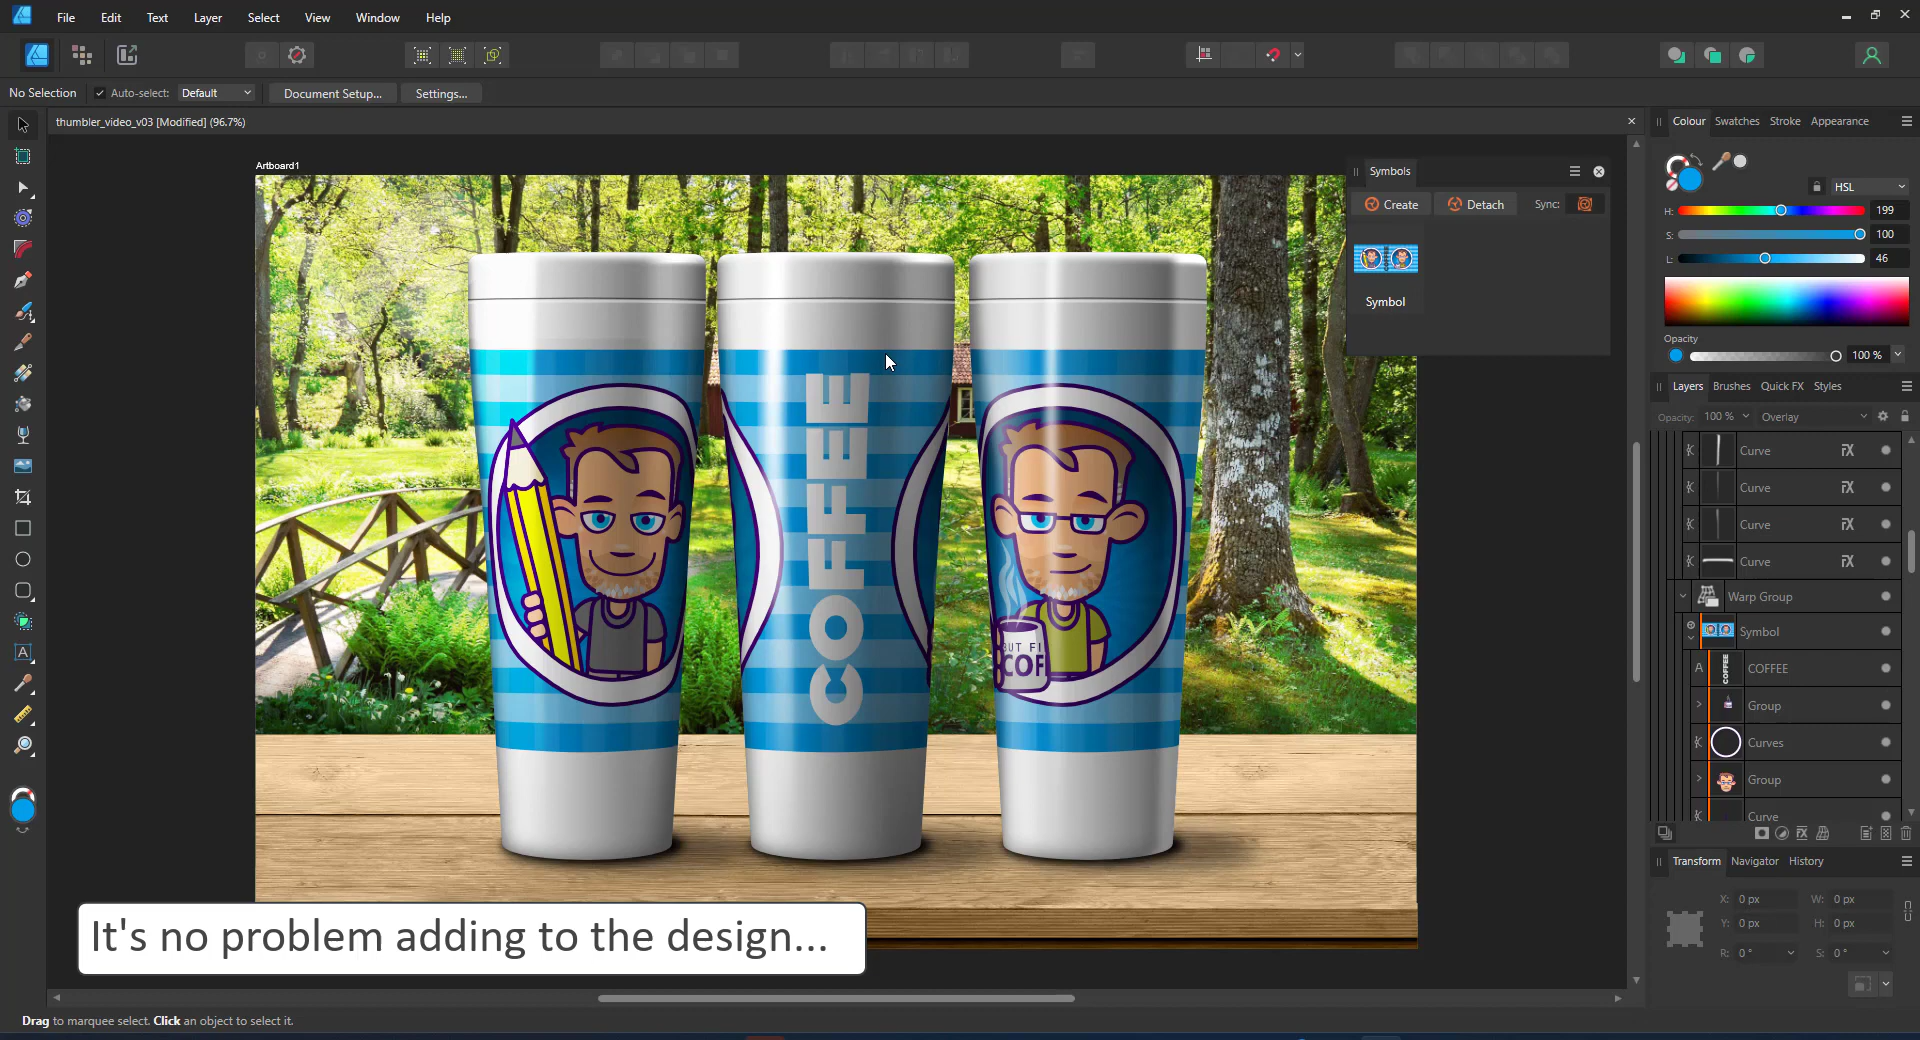 File Edit Text Layer Select View Window Help
No Selection Auto-select: Default Document Setup... Settings...
thumbler_video_v03 [Modified] (96.7%)
Artboard1
Symbols
Create Detach Sync:
Symbol
COFFEE
BUT FI
COF
It's no problem adding to the design...
Drag to marquee select. Click an object to select it.
Colour Swatches Stroke Appearance
HSL
H: 199
S: 100
L: 46
Opacity
100 %
Layers Brushes Quick FX Styles
Opacity: 100 % Overlay
Curve
Curve
Curve
Curve
Warp Group
Symbol
A COFFEE COFFEE
Group
Curves
Group
Curve
Transform Navigator History
X: 0 px W: 0 px
Y: 0 px H: 0 px
R: 0 ° S: 0 °